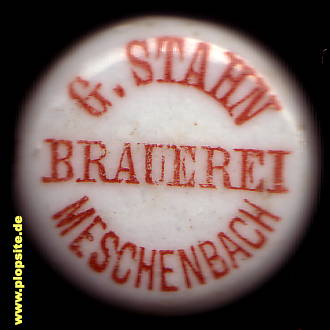 G. STAHN
BRAUEREI
MESCHENBACH
www.plopsite.de